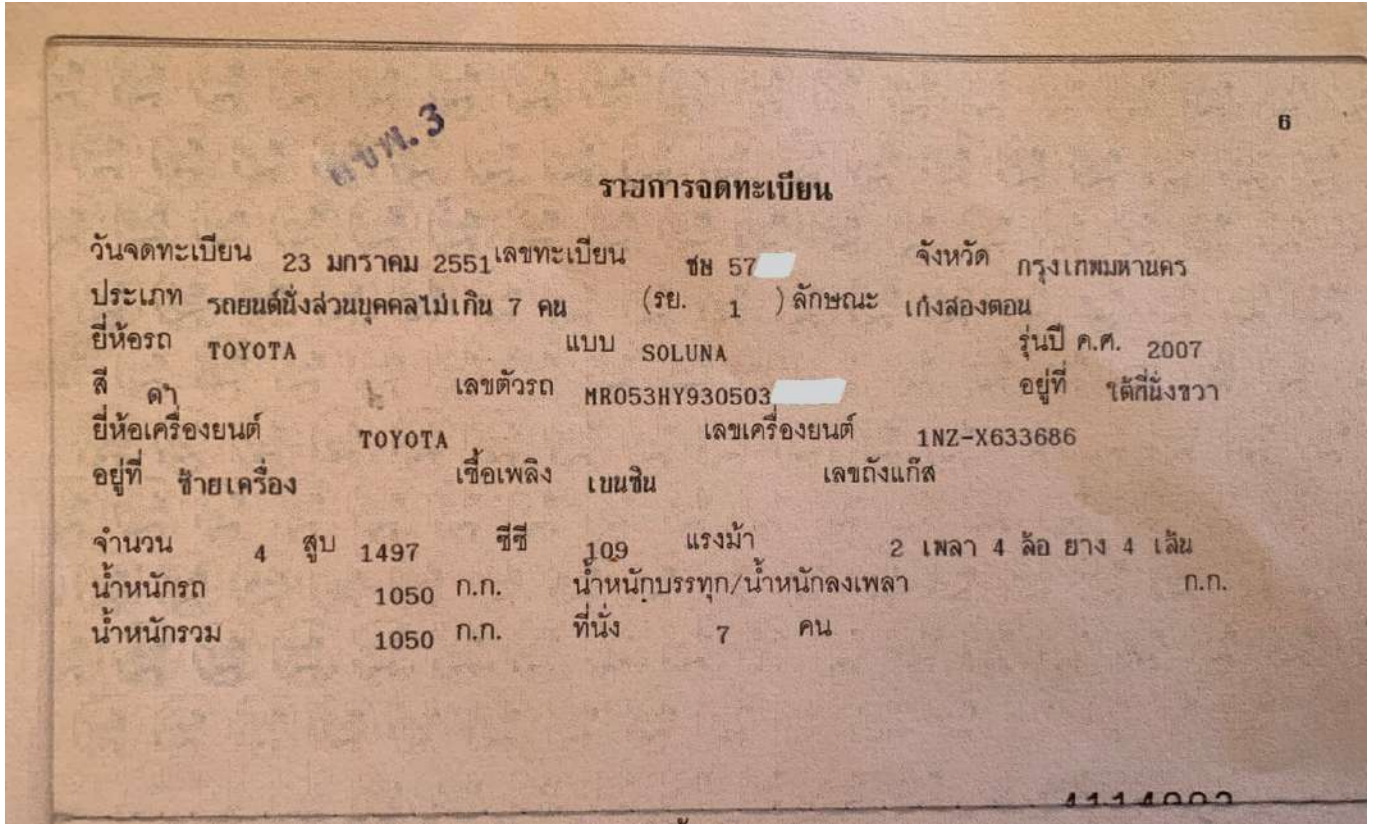 ขพ. 3
6
รายการจดทะเบียน
วันจดทะเบียน 23 มกราคม 2551 เลขทะเบียน ชษ 57 จังหวัด กรุงเทพมหานคร
ประเภท รถยนต์นั่งส่วนบุคคลไม่เกิน 7 คน (รย. 1 ) ลักษณะ เก๋งสองตอน
ยี่ห้อรถ TOYOTA แบบ SOLUNA รุ่นปี ค.ศ. 2007
สี ดำ เลขตัวรถ MR053HY930503 อยู่ที่ ใต้ที่นั่งขวา
ยี่ห้อเครื่องยนต์ TOYOTA เลขเครื่องยนต์ 1NZ-X633686
อยู่ที่ ซ้ายเครื่อง เชื้อเพลิง เบนซิน เลขถังแก๊ส
จำนวน 4 สูบ 1497 ซีซี 109 แรงม้า 2 เพลา 4 ล้อ ยาง 4 เส้น
น้ำหนักรถ 1050 ก.ก. น้ำหนักบรรทุก/น้ำหนักลงเพลา ก.ก.
น้ำหนักรวม 1050 ก.ก. ที่นั่ง 7 คน